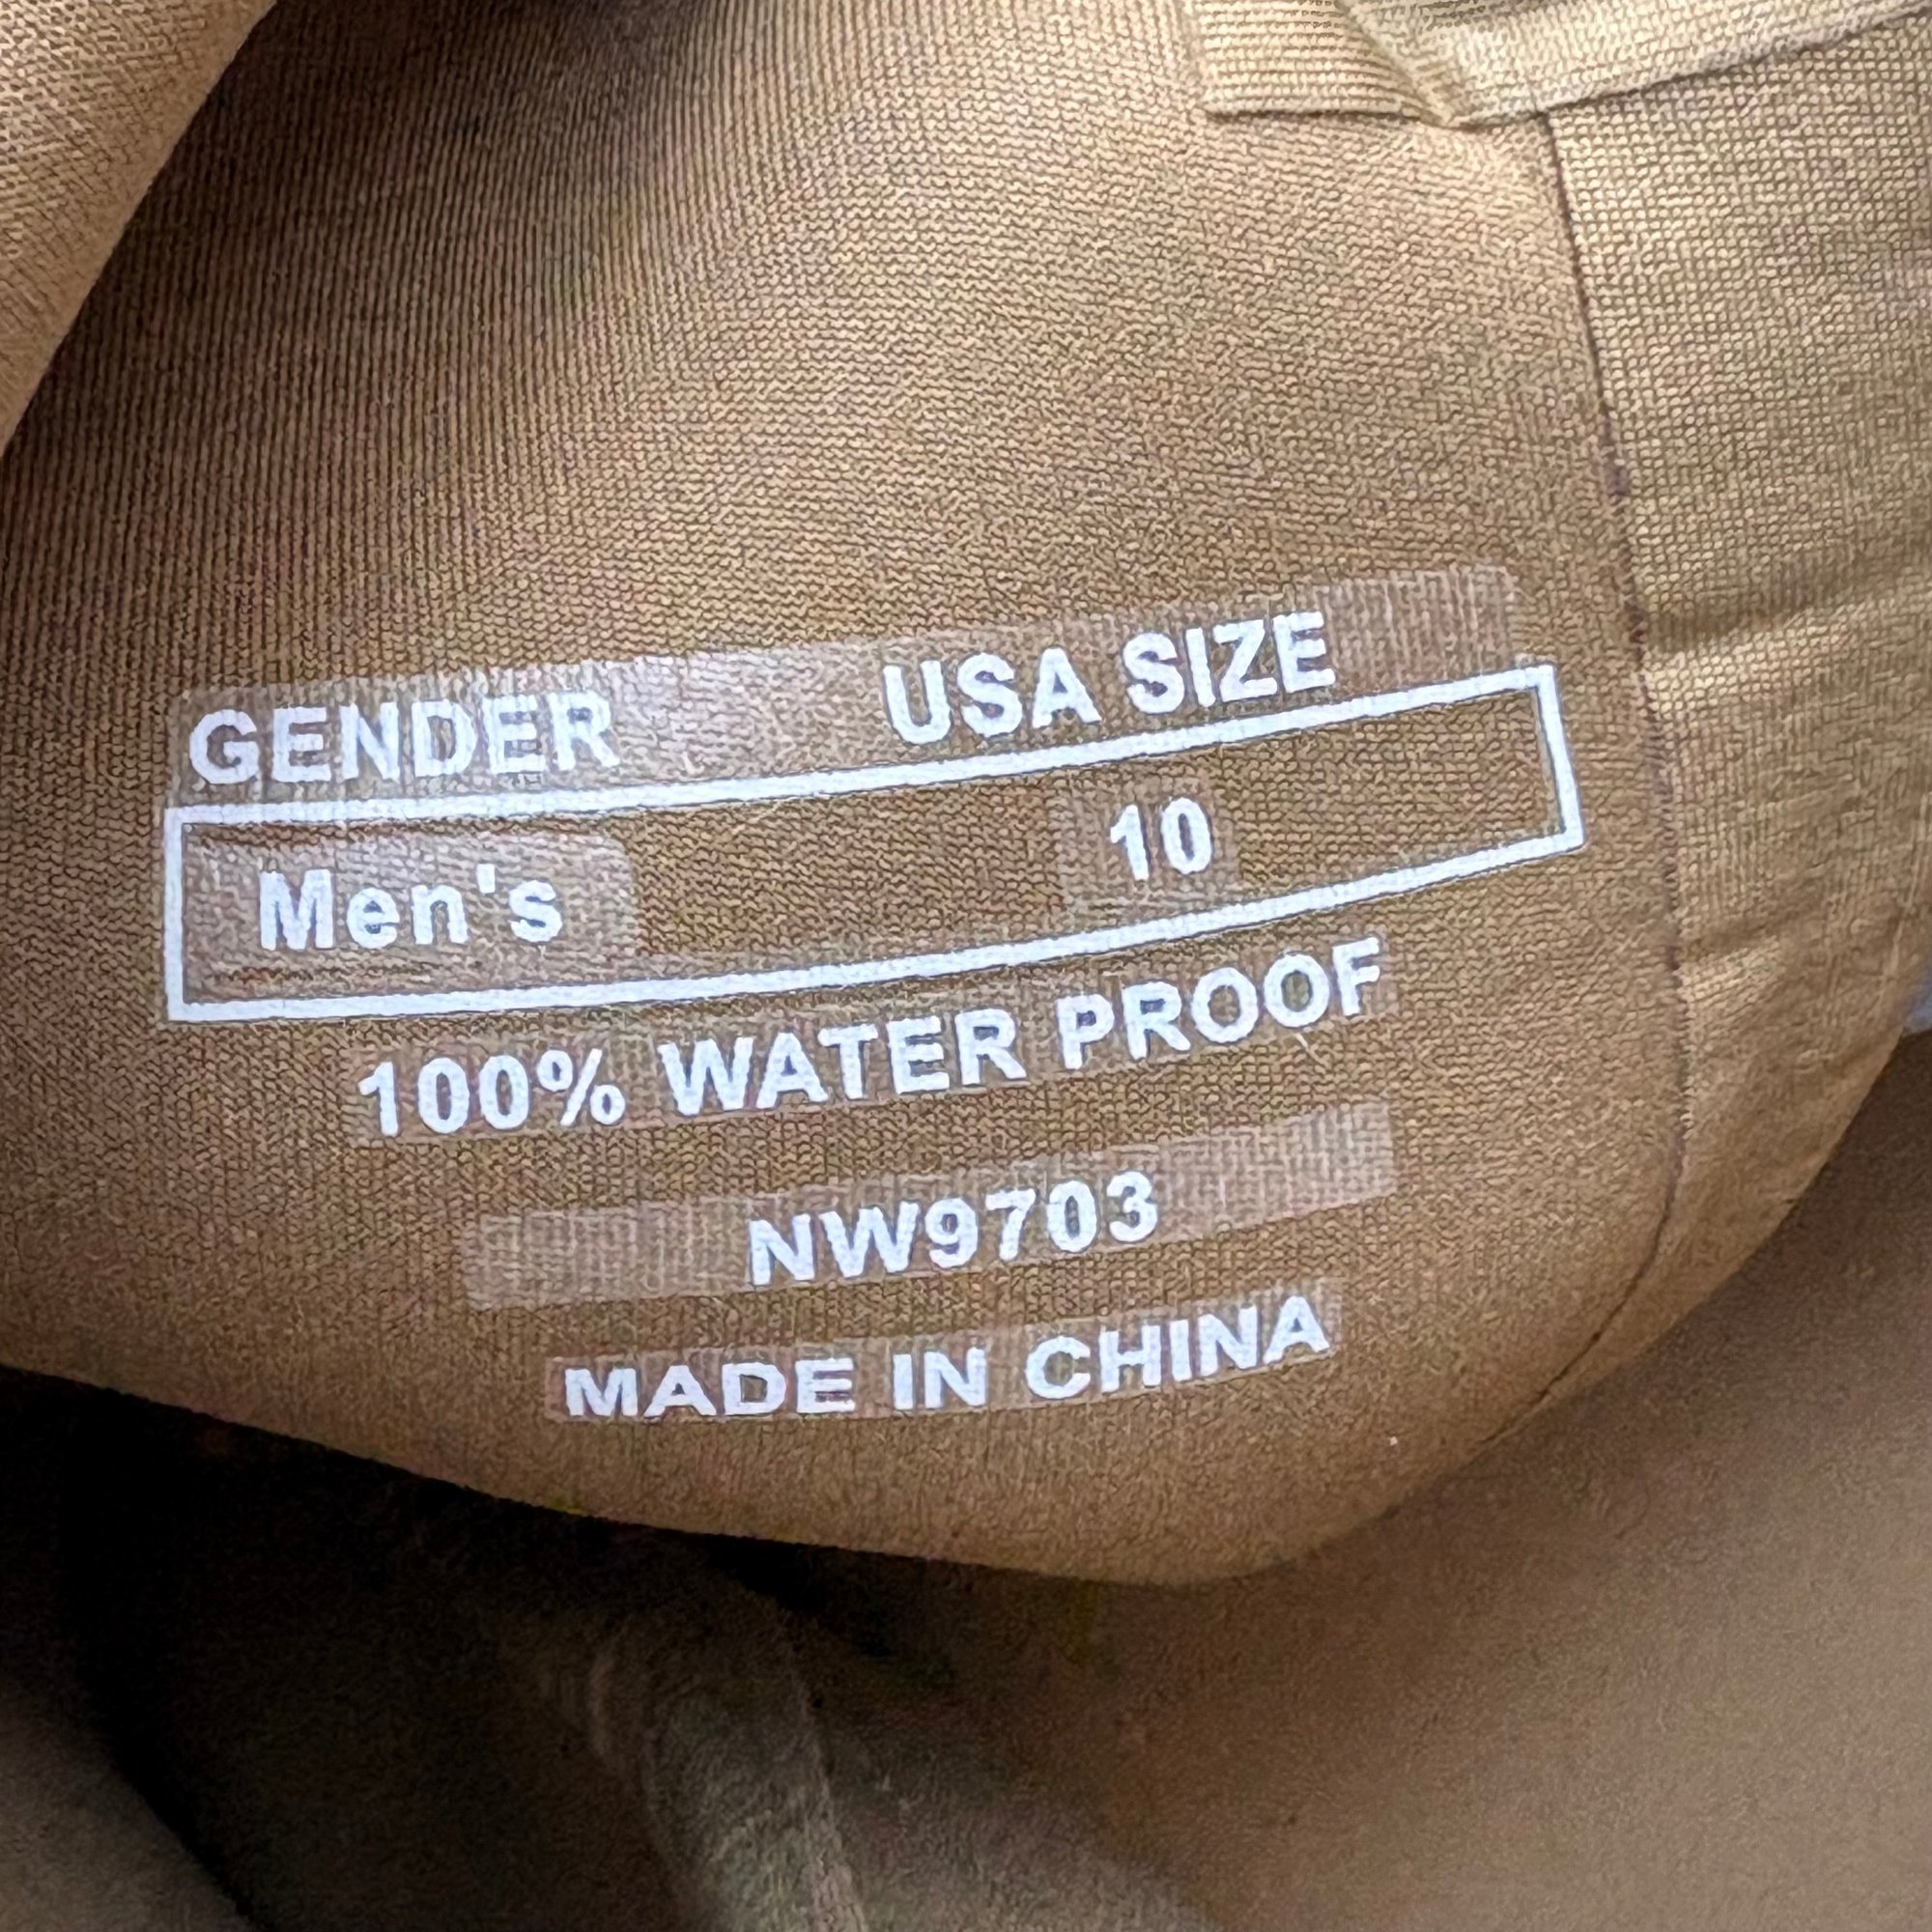 GENDER USA SIZE
Men's 10
100% WATER PROOF
NW9703
MADE IN CHINA